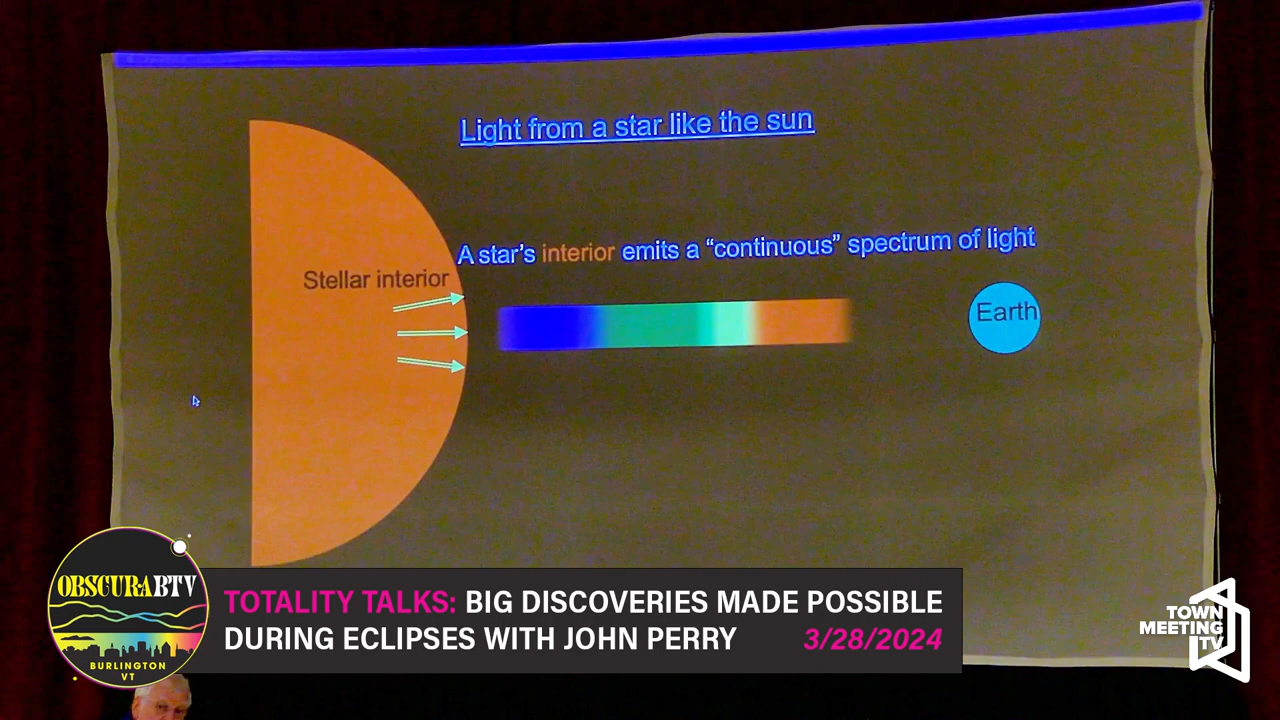 Light from a star like the sun
A star's interior emits a “continuous” spectrum of light
Stellar interior
Earth
OBSCURABTV
BURLINGTON
VT
TOTALITY TALKS: BIG DISCOVERIES MADE POSSIBLE
DURING ECLIPSES WITH JOHN PERRY 3/28/2024
TOWN
MEETING
TV